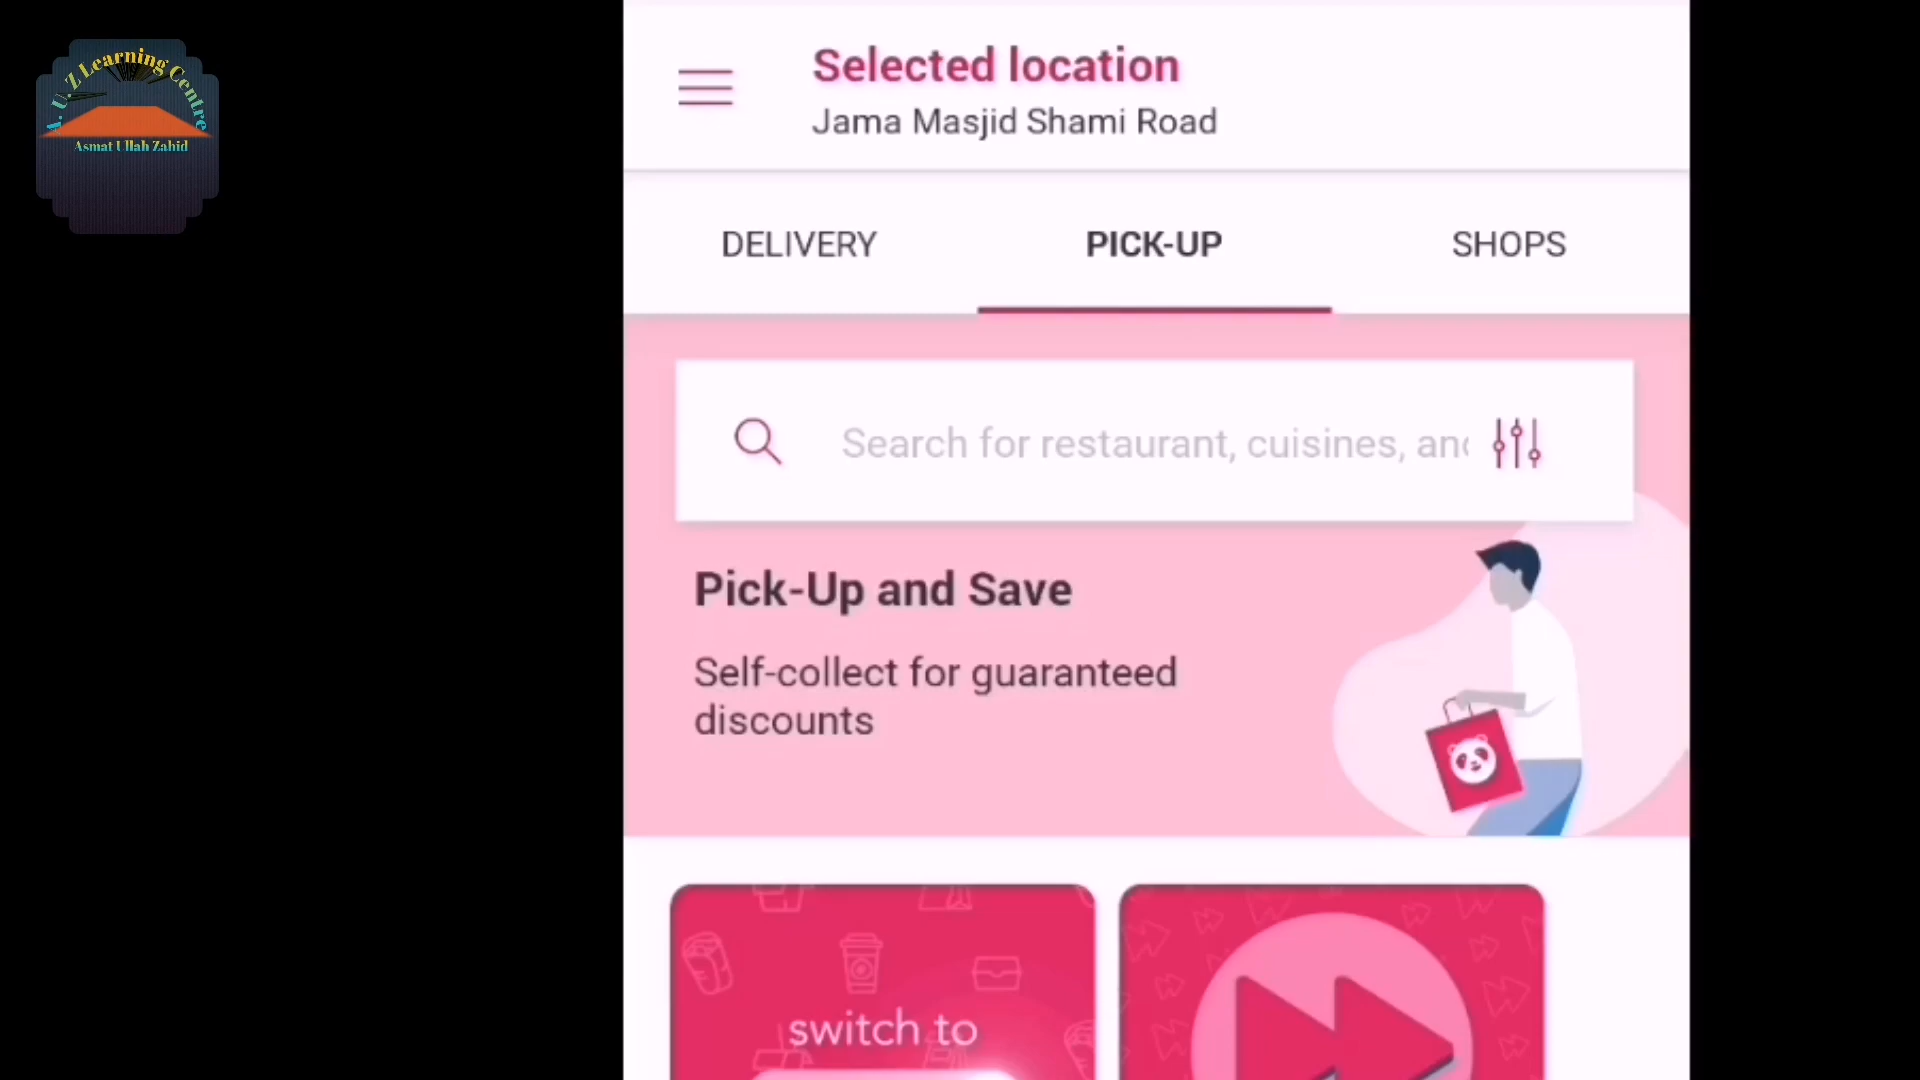 A. U. Z Learning Centre
Asmat Ullah Zahid
Selected location
Jama Masjid Shami Road
DELIVERY
PICK-UP
SHOPS
Search for restaurant, cuisines, and
Pick-Up and Save
Self-collect for guaranteed
discounts
switch to